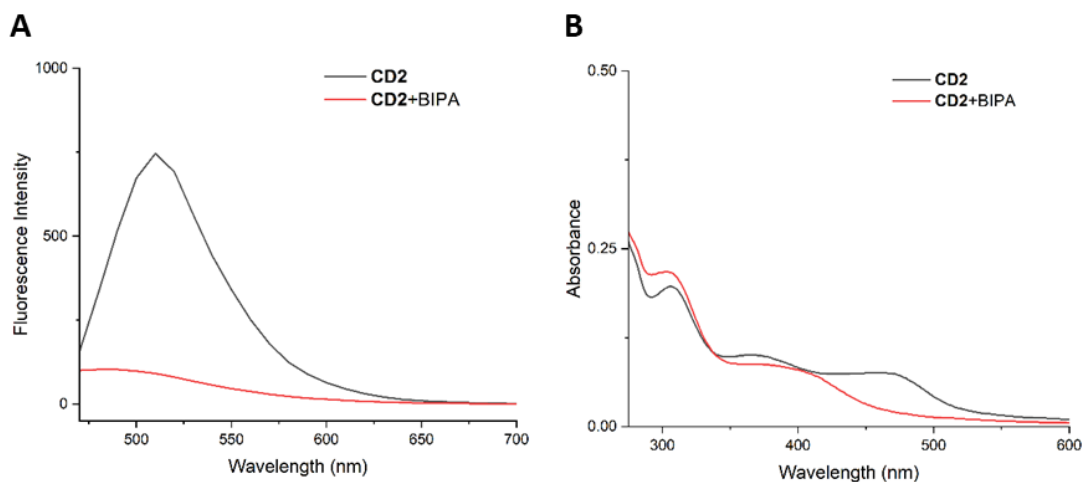 A
Fluorescence Intensity
1000
500
0
500
550
600
650
700
Wavelength (nm)
CD2
CD2+BIPA
B
Absorbance
0.50
0.25
0.00
300
400
500
600
Wavelength (nm)
CD2
CD2+BIPA